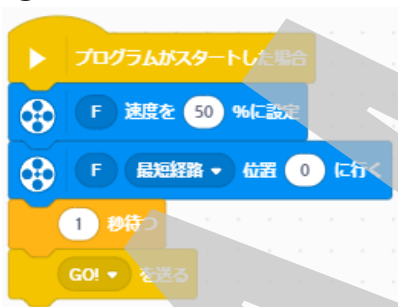 プログラムがスタートした場合
F 速度を 50 %に設定
F 最短経路 位置 0 に行く
1 秒待つ
GO! を送る